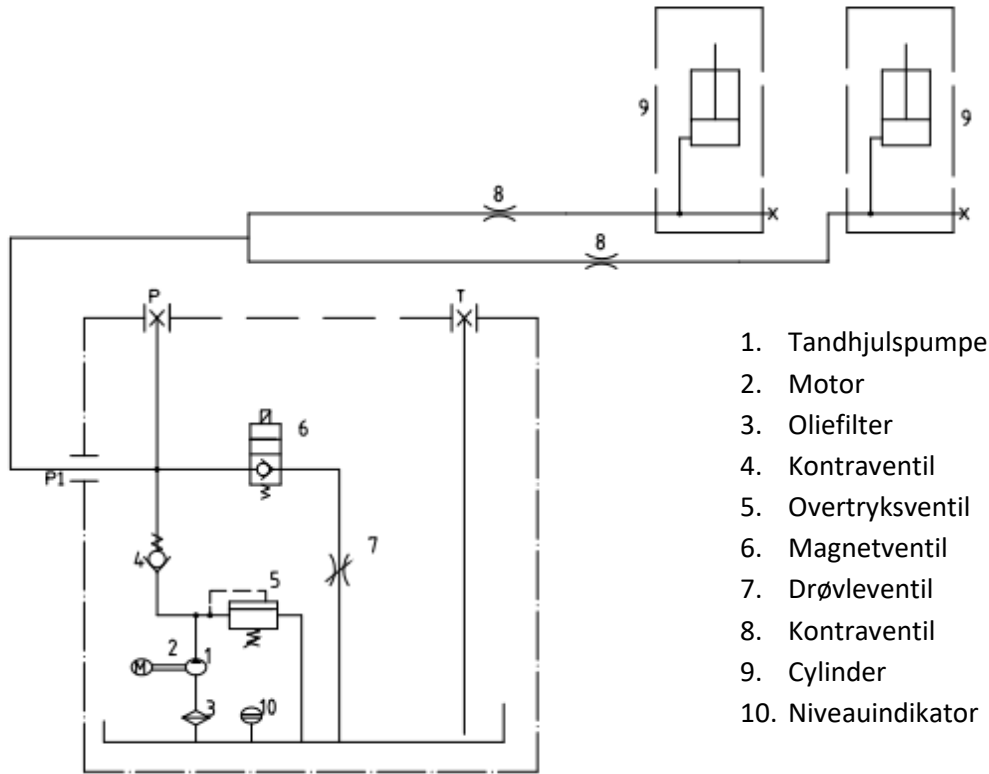 9
9
8
8
P
T
6
P1
7
4
5
2
1
M
3
10
1. Tandhjulspumpe
2. Motor
3. Oliefilter
4. Kontraventil
5. Overtryksventil
6. Magnetventil
7. Drøvleventil
8. Kontraventil
9. Cylinder
10. Niveauindikator